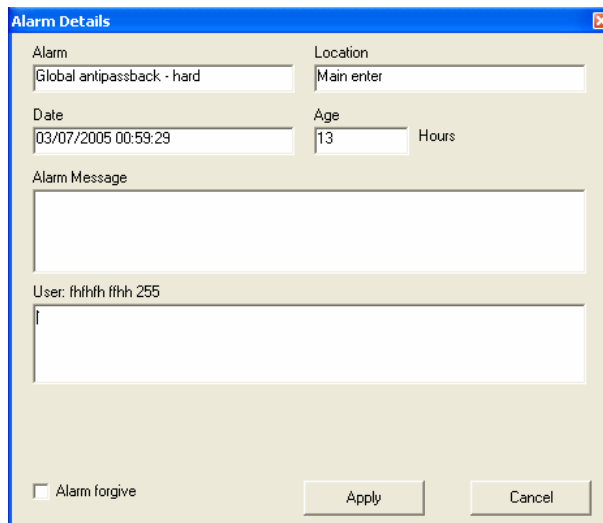 Alarm Details
Alarm Location
Global antipassback - hard Main enter
Date Age
03/07/2005 00:59:29 13 Hours
Alarm Message
User: fhfhfh ffhh 255
Alarm forgive Apply Cancel